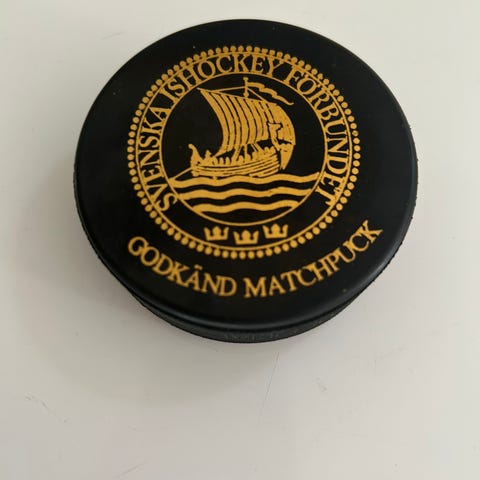 SVENSKA ISHOCKEY FÖRBUNDET
GODKÄND MATCHPUCK